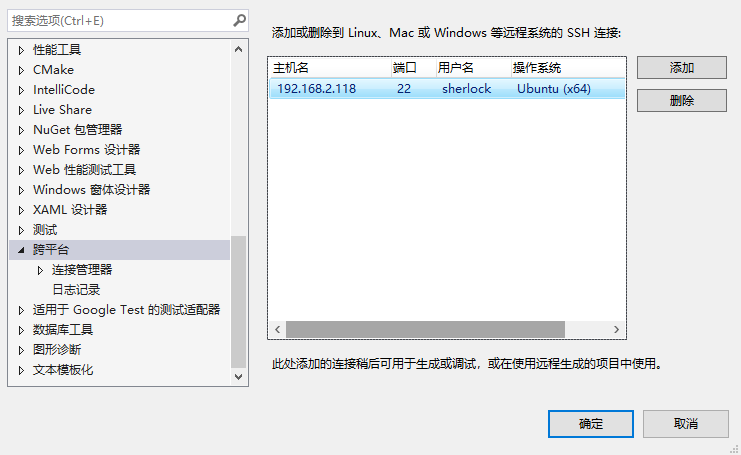 搜索选项(Ctrl+E)
性能工具
CMake
IntelliCode
Live Share
NuGet 包管理器
Web Forms 设计器
Web 性能测试工具
Windows 窗体设计器
XAML 设计器
测试
跨平台
连接管理器
日志记录
适用于 Google Test 的测试适配器
数据库工具
图形诊断
文本模板化
添加或删除到 Linux、Mac 或 Windows 等远程系统的 SSH 连接:
主机名 端口 用户名 操作系统
192.168.2.118 22 sherlock Ubuntu (x64)
添加
删除
此处添加的连接稍后可用于生成或调试，或在使用远程生成的项目中使用。
确定
取消